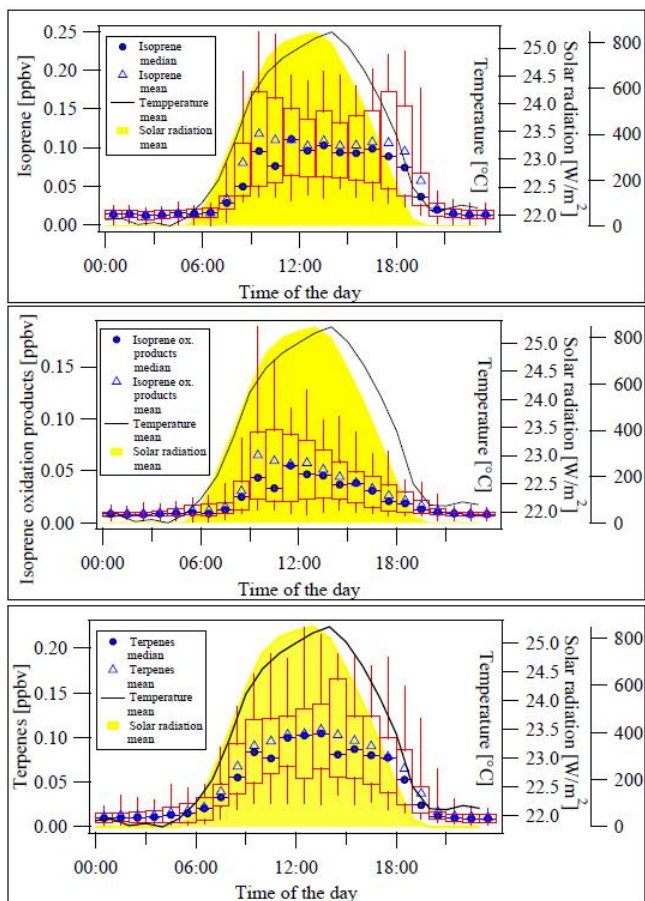 Isoprene [ppbv]
0.25
0.20
0.15
0.10
0.05
0.00
Isoprene
median
Isoprene
mean
Tempperature
mean
Solar radiation
mean
25.0
24.5
24.0
23.5
23.0
22.5
22.0
Temperature [°C]
Solar radiation [W/m2]
800
600
400
200
0
00:00 06:00 12:00 18:00
Time of the day
Isoprene oxidation products [ppbv]
0.15
0.10
0.05
0.00
Isoprene ox.
products
median
Isoprene ox.
products
mean
Temperature
mean
Solar radiation
mean
25.0
24.5
24.0
23.5
23.0
22.5
22.0
Temperature [°C]
Solar radiation [W/m2]
800
600
400
200
0
00:00 06:00 12:00 18:00
Time of the day
Terpenes [ppbv]
0.20
0.15
0.10
0.05
0.00
Terpenes
median
Terpenes
mean
Temperature
mean
Solar radiation
mean
25.0
24.5
24.0
23.5
23.0
22.5
22.0
Temperature [°C]
Solar radiation [W/m2]
800
600
400
200
0
00:00 06:00 12:00 18:00
Time of the day